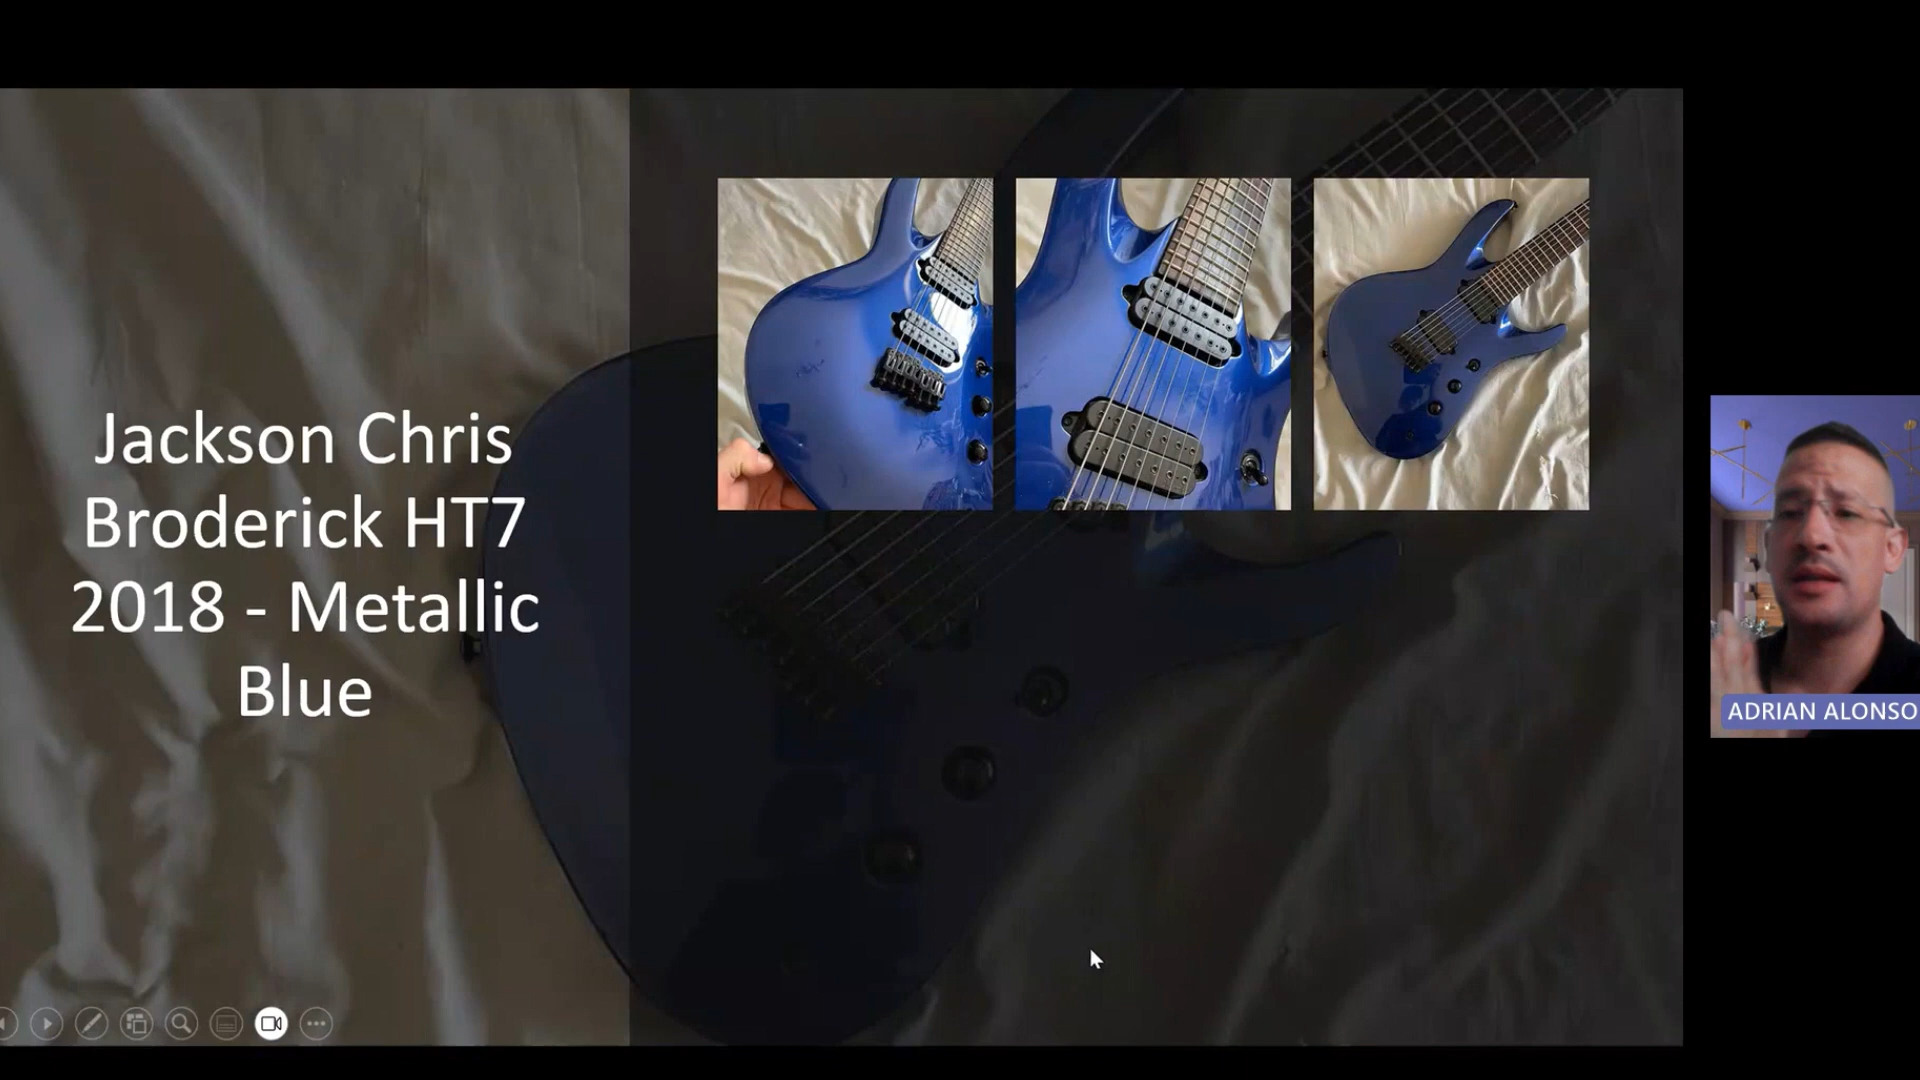 Jackson Chris
Broderick HT7
2018 - Metallic
Blue
ADRIAN ALONSO